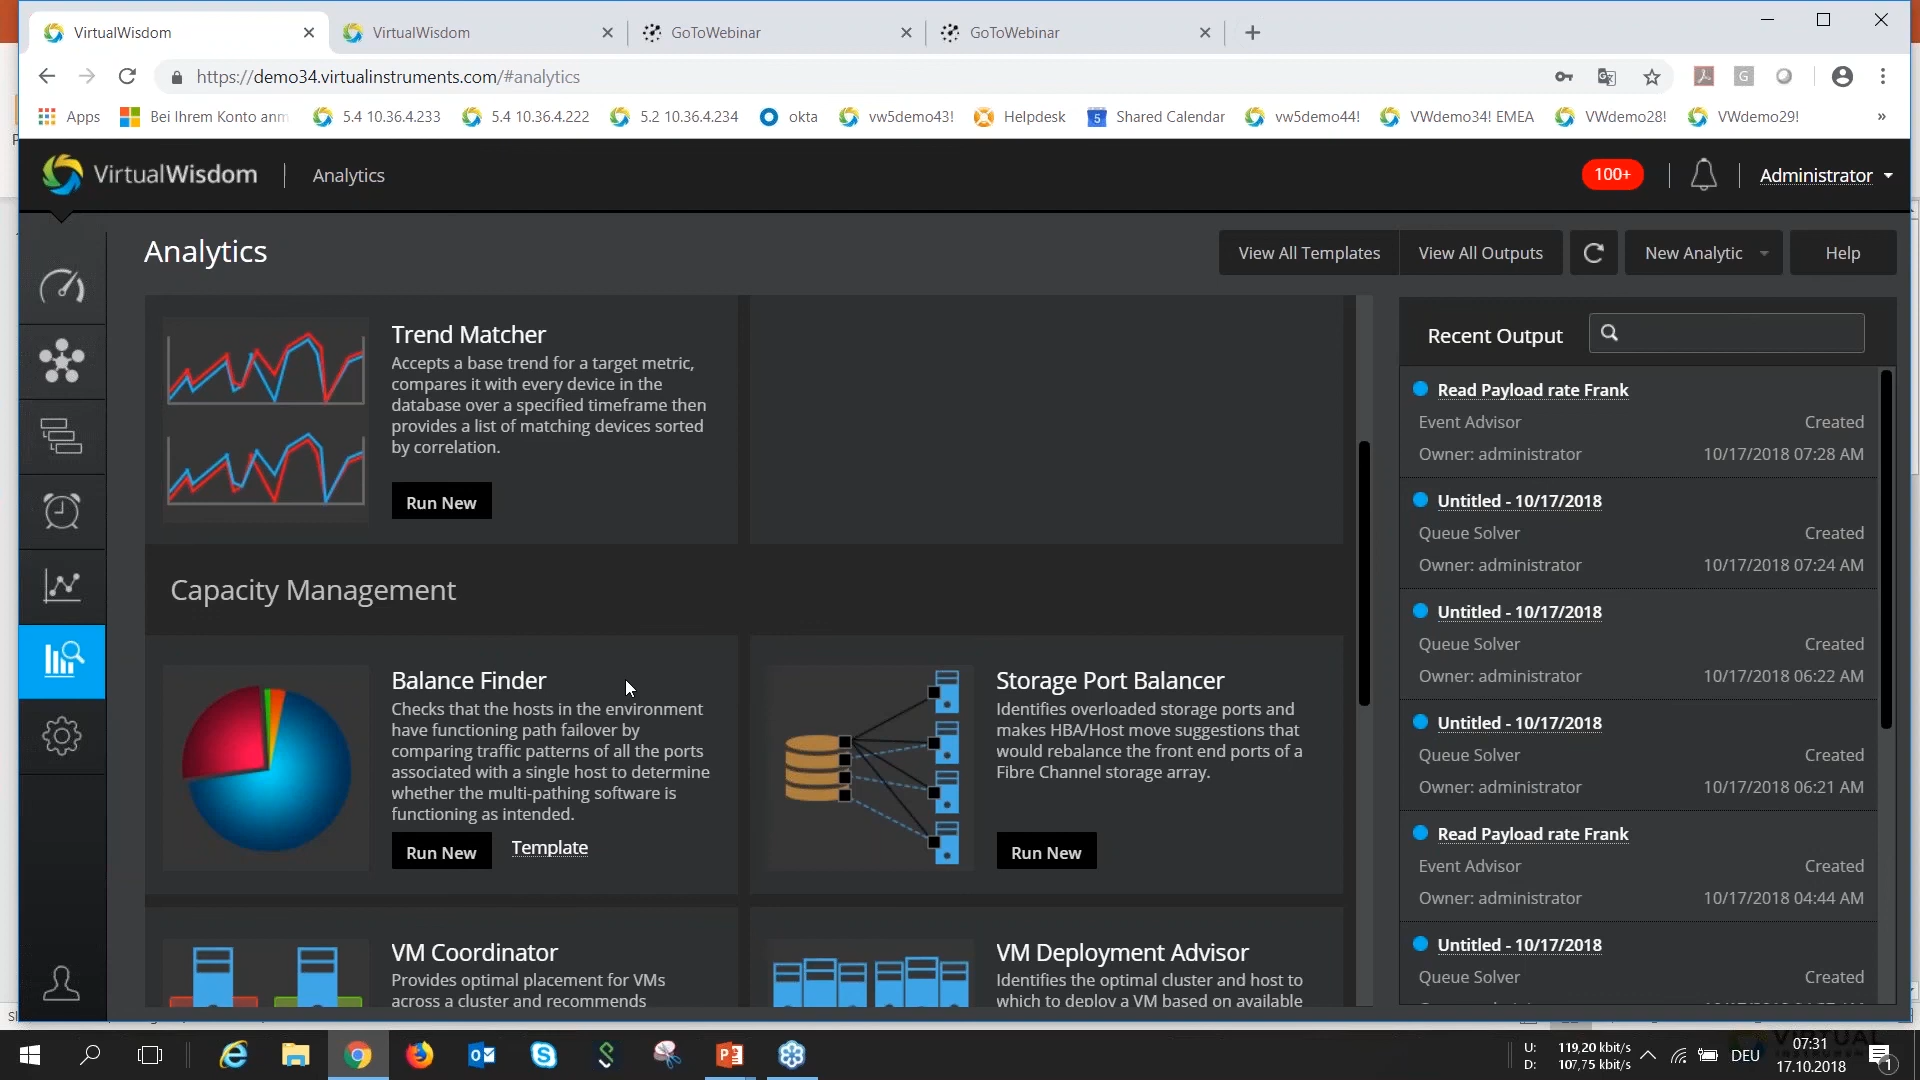 VirtualWisdom
VirtualWisdom
GoToWebinar
GoToWebinar
https://demo34.virtualinstruments.com/#analytics
G
Apps
Bei Ihrem Konto anm
5.4 10.36.4.233
5.4 10.36.4.222
5.2 10.36.4.234
okta
vw5demo43!
Helpdesk
5
Shared Calendar
vw5demo44!
VWdemo34! EMEA
VWdemo28!
VWdemo29!
»
VirtualWisdom
Analytics
100+
Administrator
Analytics
View All Templates
View All Outputs
New Analytic
Help
Trend Matcher
Accepts a base trend for a target metric,
compares it with every device in the
database over a specified timeframe then
provides a list of matching devices sorted
by correlation.
Run New
Capacity Management
Balance Finder
Checks that the hosts in the environment
have functioning path failover by
comparing traffic patterns of all the ports
associated with a single host to determine
whether the multi-pathing software is
functioning as intended.
Run New
Template
Storage Port Balancer
Identifies overloaded storage ports and
makes HBA/Host move suggestions that
would rebalance the front end ports of a
Fibre Channel storage array.
Run New
VM Coordinator
Provides optimal placement for VMs
across a cluster and recommends
VM Deployment Advisor
Identifies the optimal cluster and host to
which to deploy a VM based on available
Recent Output
Read Payload rate Frank
Event Advisor Created
Owner: administrator 10/17/2018 07:28 AM
Untitled - 10/17/2018
Queue Solver Created
Owner: administrator 10/17/2018 07:24 AM
Untitled - 10/17/2018
Queue Solver Created
Owner: administrator 10/17/2018 06:22 AM
Untitled - 10/17/2018
Queue Solver Created
Owner: administrator 10/17/2018 06:21 AM
Read Payload rate Frank
Event Advisor Created
Owner: administrator 10/17/2018 04:44 AM
Untitled - 10/17/2018
Queue Solver Created
U: 119,20 kbit/s
D: 107,75 kbit/s
DEU
07:31
17.10.2018
1